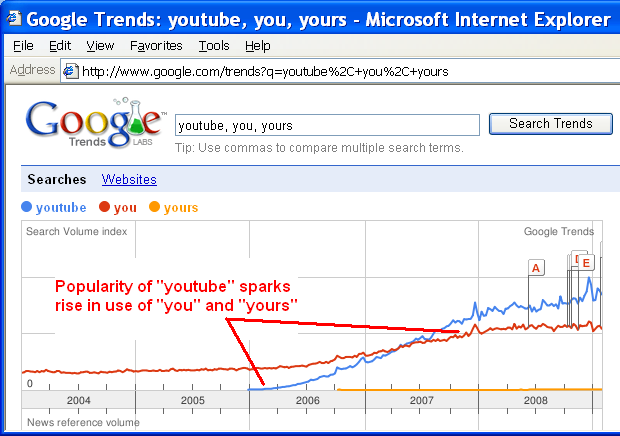 Google Trends: youtube, you, yours - Microsoft Internet Explorer
File Edit View Favorites Tools Help
Address http://www.google.com/trends?q=youtube%2C+you%2C+yours
Google™
Trends LABS
youtube, you, yours
Search Trends
Tip: Use commas to compare multiple search terms.
Searches Websites
youtube you yours
Search Volume index Google Trends
A
E
Popularity of "youtube" sparks
rise in use of "you" and "yours"
0
2004 2005 2006 2007 2008
News reference volume